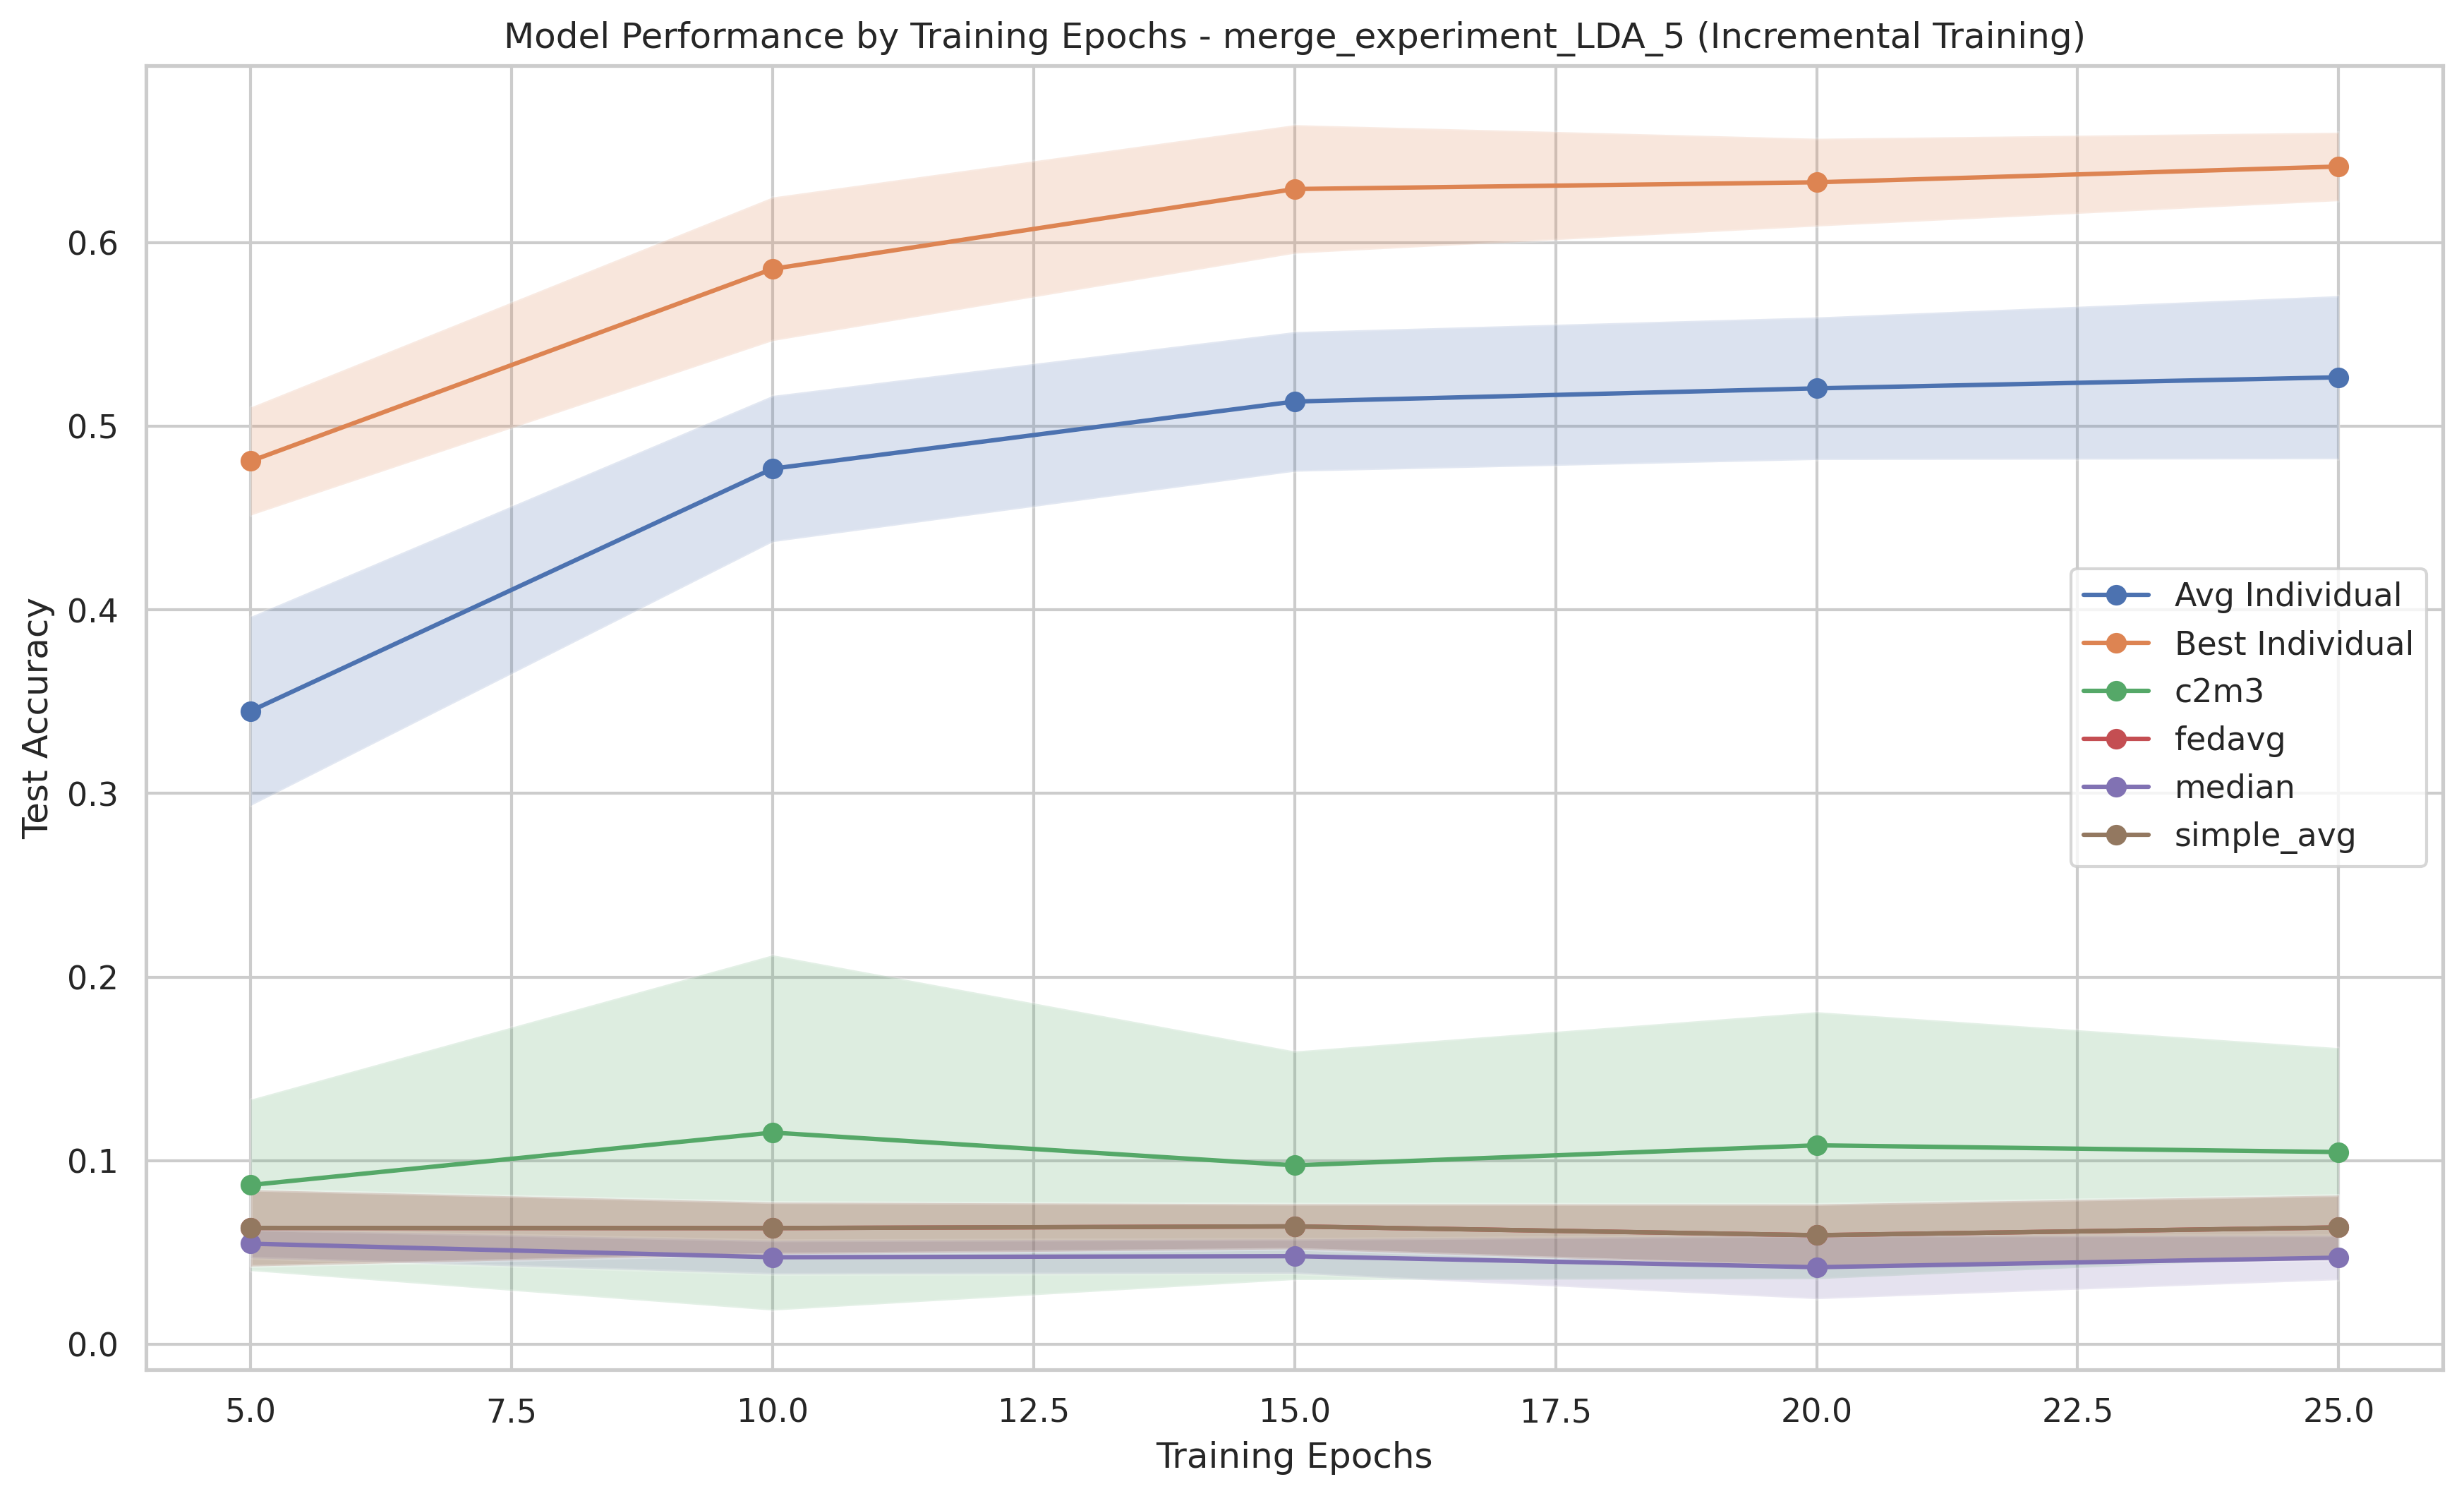 Model Performance by Training Epochs - merge_experiment_LDA_5 (Incremental Training)
Test Accuracy
0.6
0.5
0.4
0.3
0.2
0.1
0.0
Avg Individual
Best Individual
c2m3
fedavg
median
simple_avg
5.0 7.5 10.0 12.5 15.0 17.5 20.0 22.5 25.0
Training Epochs